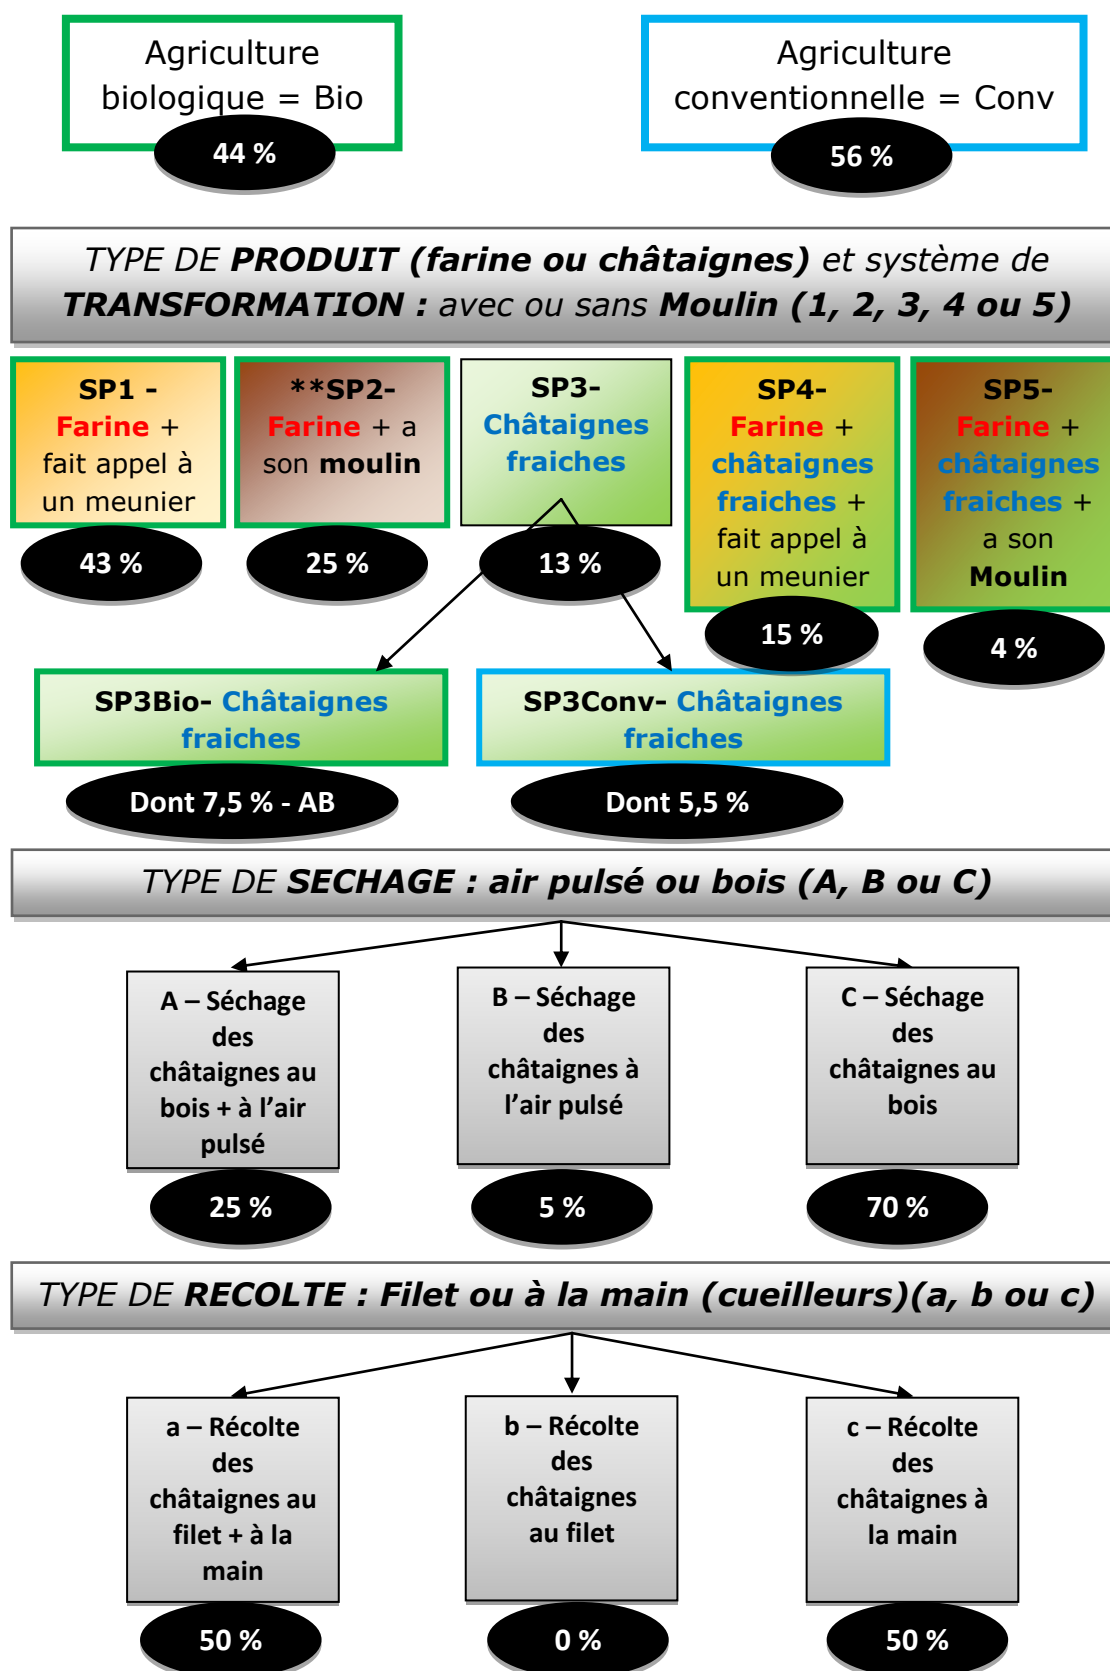 Agriculture
biologique = Bio
44 %
Agriculture
conventionnelle = Conv
56 %
TYPE DE PRODUIT (farine ou châtaignes) et système de
TRANSFORMATION : avec ou sans Moulin (1, 2, 3, 4 ou 5)
SP1 -
Farine +
fait appel à
un meunier
43 %
**SP2-
Farine + a
son moulin
25 %
SP3-
Châtaignes
fraiches
13 %
SP4-
Farine +
châtaignes
fraiches +
fait appel à
un meunier
15 %
SP5-
Farine +
châtaignes
fraiches +
a son
Moulin
4 %
SP3Bio- Châtaignes
fraiches
Dont 7,5 % - AB
SP3Conv- Châtaignes
fraiches
Dont 5,5 %
TYPE DE SECHAGE : air pulsé ou bois (A, B ou C)
A – Séchage
des
châtaignes au
bois + à l’air
pulsé
25 %
B – Séchage
des
châtaignes à
l’air pulsé
5 %
C – Séchage
des
châtaignes au
bois
70 %
TYPE DE RECOLTE : Filet ou à la main (cueilleurs)(a, b ou c)
a – Récolte
des
châtaignes au
filet + à la
main
50 %
b – Récolte
des
châtaignes
au filet
0 %
c – Récolte
des
châtaignes à
la main
50 %